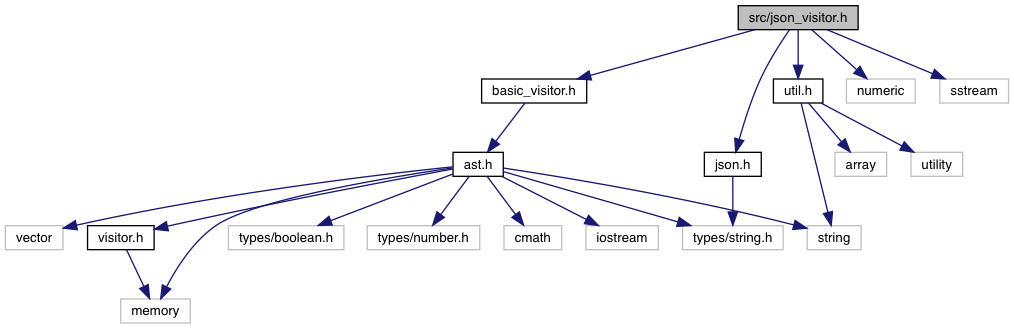 src/json_visitor.h
basic_visitor.h
util.h
numeric
sstream
ast.h
json.h
array
utility
vector
visitor.h
types/boolean.h
types/number.h
cmath
iostream
types/string.h
string
memory